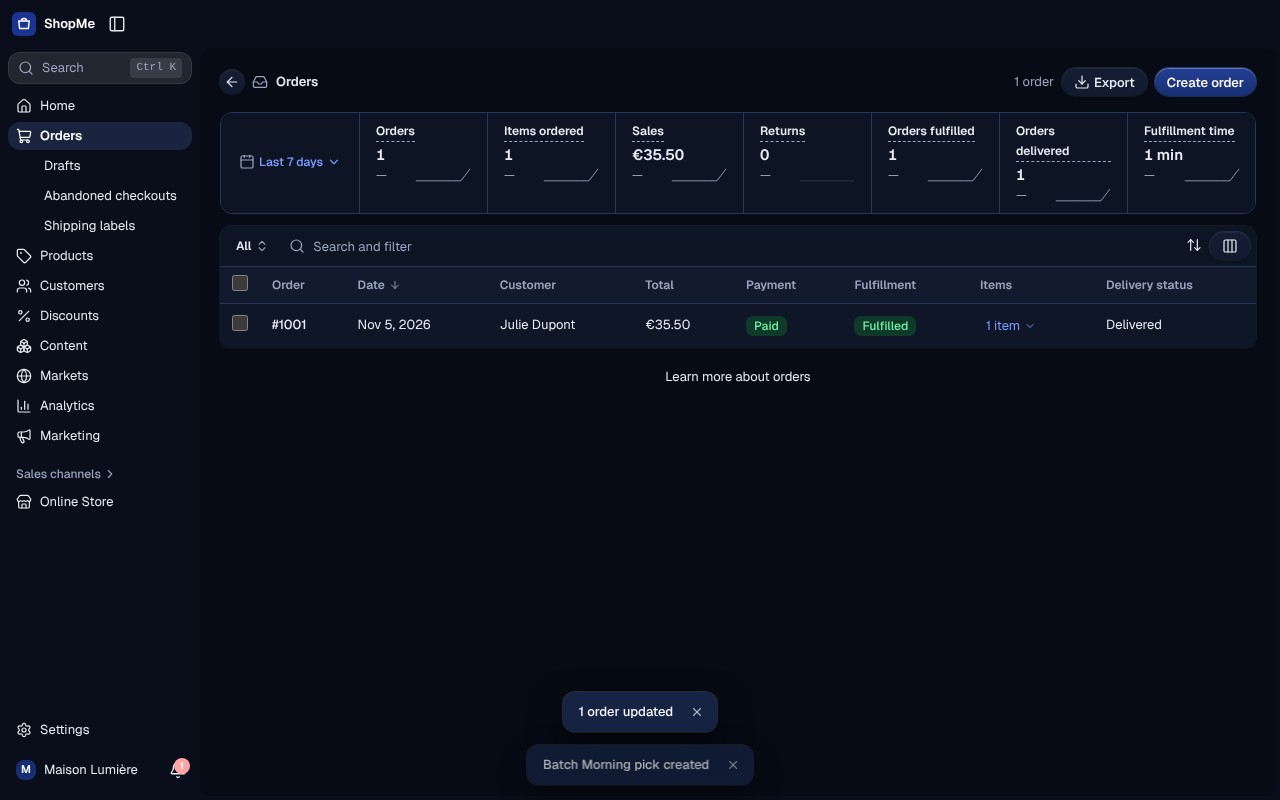 ShopMe
Search Ctrl K
Home
Orders
Drafts
Abandoned checkouts
Shipping labels
Products
Customers
Discounts
Content
Markets
Analytics
Marketing
Sales channels
Online Store
Settings
M Maison Lumière 1
Orders
1 order Export Create order
Last 7 days
Orders
1
—
Items ordered
1
—
Sales
€35.50
—
Returns
0
—
Orders fulfilled
1
—
Orders
delivered
1
—
Fulfillment time
1 min
—
All Search and filter
Order Date Customer Total Payment Fulfillment Items Delivery status
#1001 Nov 5, 2026 Julie Dupont €35.50 Paid Fulfilled 1 item Delivered
Learn more about orders
1 order updated
Batch Morning pick created